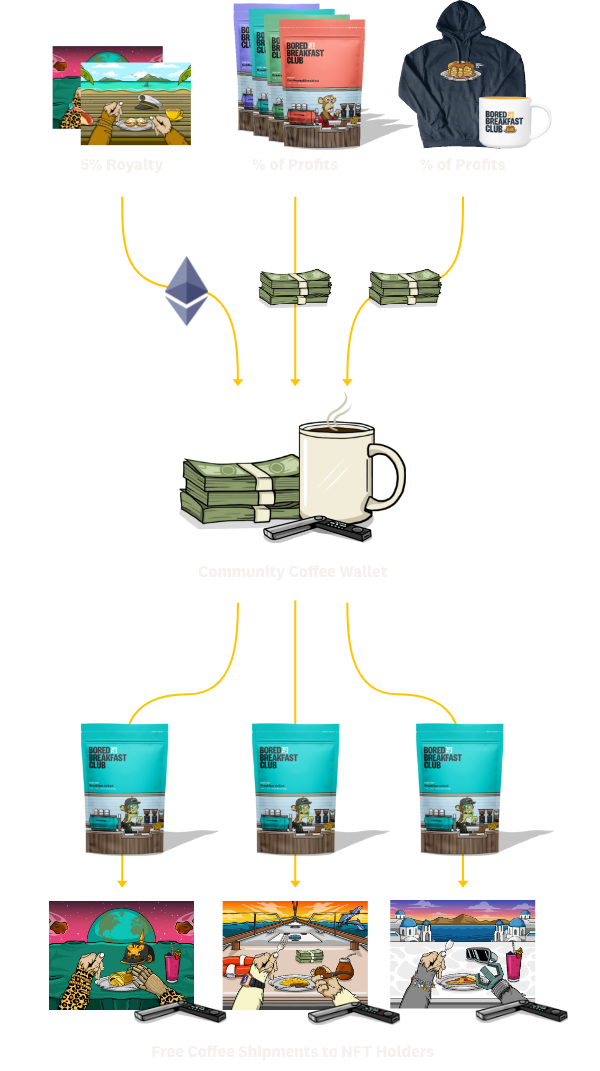 BORED
BREAKFAST
CLUB
BORED
BREAKFAST
CLUB
5% Royalty
% of Profits
% of Profits
Community Coffee Wallet
BORED
BREAKFAST
CLUB
BORED
BREAKFAST
CLUB
BORED
BREAKFAST
CLUB
Free Coffee Shipments to NFT Holders